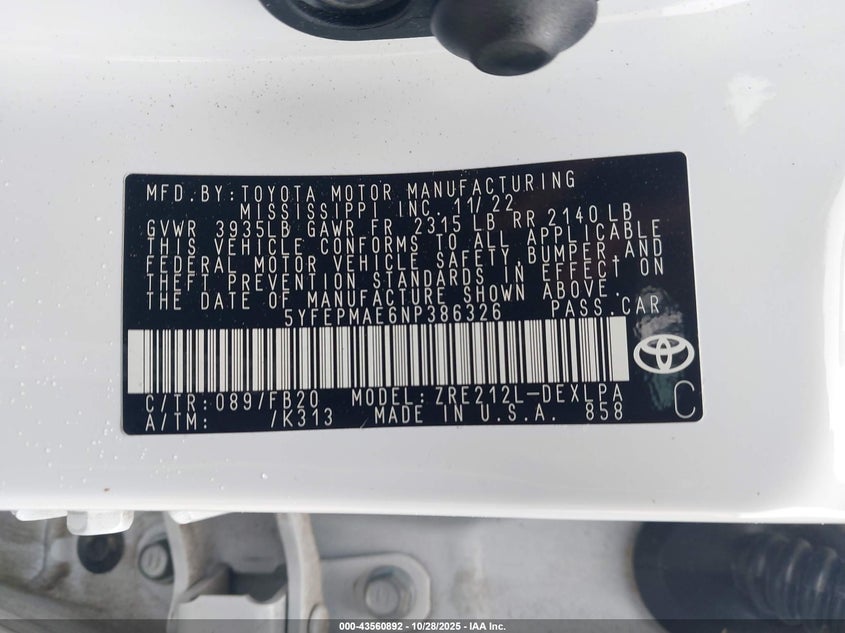 MFD.BY:TOYOTA MOTOR MANUFACTURING
MISSISSIPPI INC. 11/22
GVWR 3935LB GAWR FR 2315 LB RR 2140 LB
THIS VEHICLE CONFORMS TO ALL APPLICABLE
FEDERAL MOTOR VEHICLE SAFETY, BUMPER, AND
THEFT PREVENTION STANDARDS IN EFFECT ON
THE DATE OF MANUFACTURE SHOWN ABOVE.
5YFEPMAE6NP386326 PASS.CAR
C/TR:089/FB20 MODEL:ZRE212L-DEXLPA
A/TM: /K313 MADE IN U.S.A. 858
C
000-43560892 - 10/28/2025 - IAA Inc.